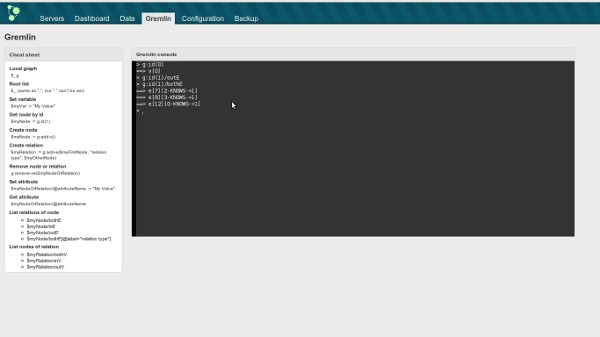 Servers Dashboard Data Gremlin Configuration Backup
Gremlin
Cheat sheet
Local graph
$_g
Root list
$_ (same as ".", but "." can't be set)
Set variable
$myVar := "My Value"
Get node by id
$myNode := g:id(1)
Create node
$myNode := g:add-v()
Create relation
$myRelation := g:add-e($myFirstNode, "relation
type", $myOtherNode)
Remove node or relation
g:remove-ve($myNodeOrRelation)
Set attribute
$myNodeOrRelation/@attributeName := "My Value"
Get attribute
$myNodeOrRelation/@attributeName
List relations of node
$myNode/bothE
$myNode/inE
$myNode/outE
$myNode/bothE[@label="relation type"]
List nodes of relation
$myRelation/bothV
$myRelation/inV
$myRelation/outV
Gremlin console
> g:id(0)
==> v[0]
> g:id(1)/outE
> g:id(1)/bothE
==> e[7][2-KNOWS->1]
==> e[9][3-KNOWS->1]
==> e[12][0-KNOWS->1]
>